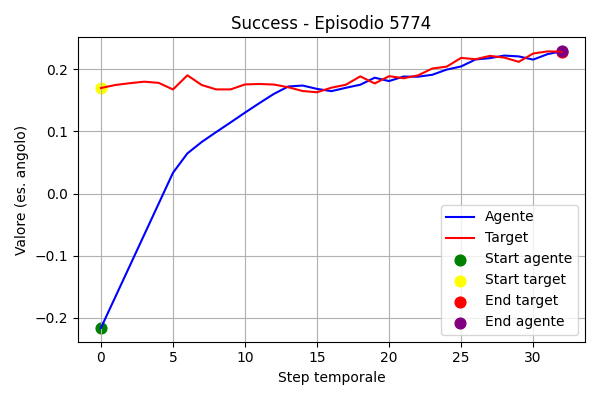 Success - Episodio 5774
Valore (es. angolo)
0.2
0.1
0.0
−0.1
−0.2
0
5
10
15
20
25
30
Step temporale
Agente
Target
Start agente
Start target
End target
End agente